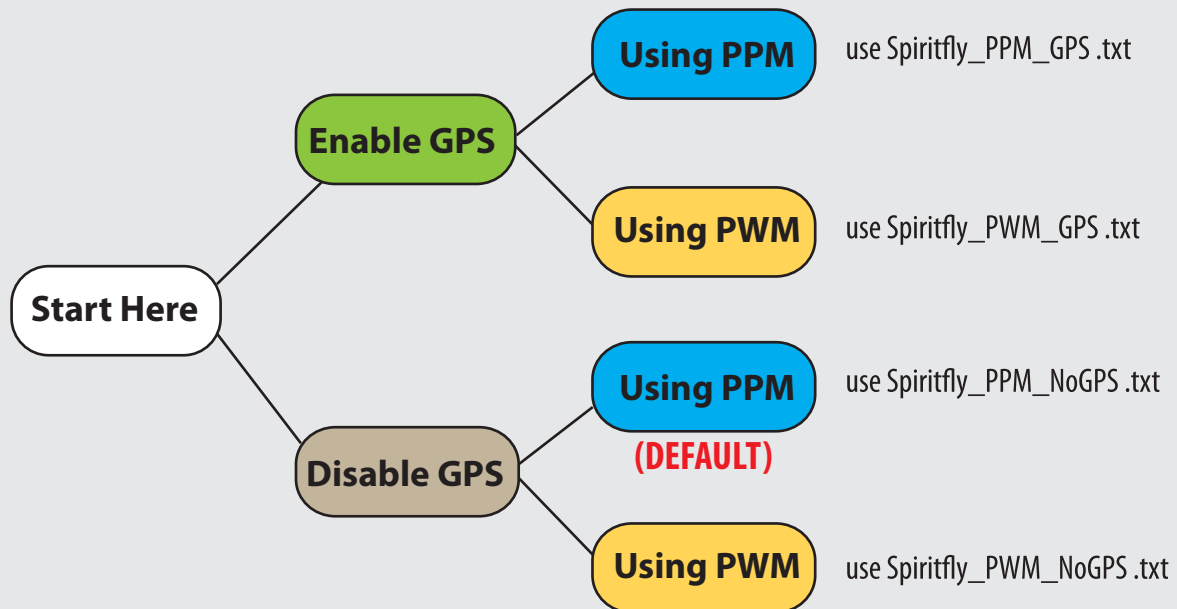 Using PPM
use Spiritfly_PPM_GPS .txt
Enable GPS
Using PWM
use Spiritfly_PWM_GPS .txt
Start Here
Using PPM
use Spiritfly_PPM_NoGPS .txt
(DEFAULT)
Disable GPS
Using PWM
use Spiritfly_PWM_NoGPS .txt